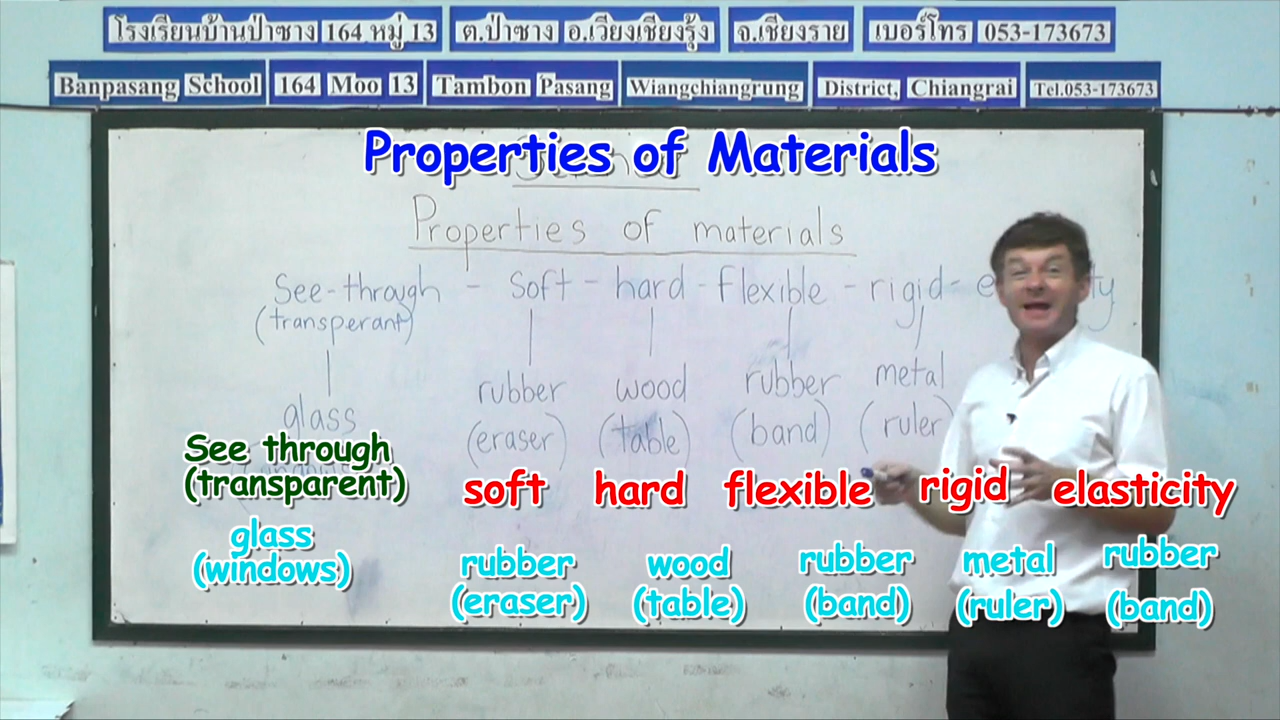 โรงเรียนบ้านป่าซาง 164 หมู่ 13 ต.ป่าซาง อ.เวียงเชียงรุ้ง จ.เชียงราย เบอร์โทร 053-173673
Banpasang School 164 Moo 13 Tambon Pasang Wiangchiangrung District, Chiangrai Tel.053-173673
Properties of Materials
Properties of materials
See-through - Soft - hard - flexible - rigid -
(transperant)
rubber wood rubber metal
glass (eraser) (table) (band) (ruler
See through
(transparent) soft hard flexible rigid elasticity
glass rubber wood rubber metal rubber
(windows) (eraser) (table) (band) (ruler) (band)